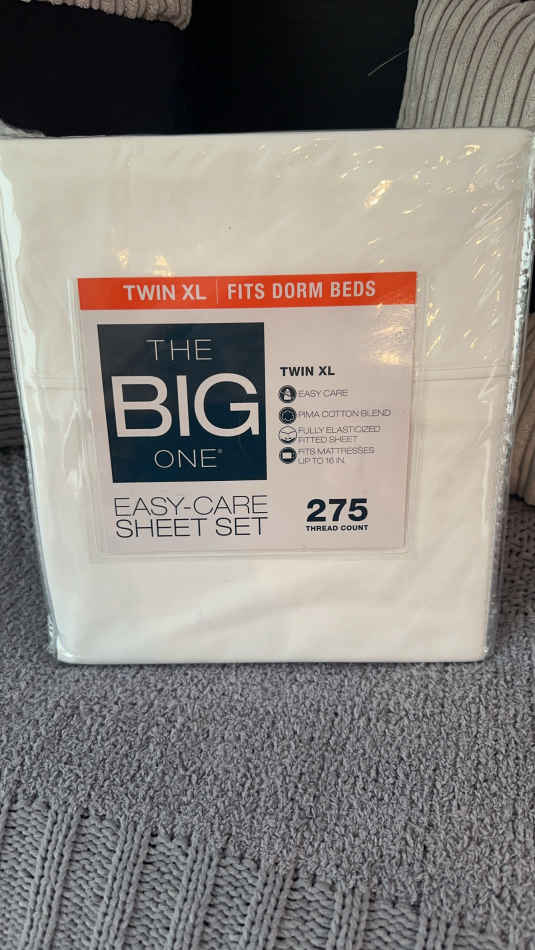 TWIN XL | FITS DORM BEDS
THE
BIG
ONE®
EASY-CARE
SHEET SET
TWIN XL
EASY CARE
PIMA COTTON BLEND
FULLY ELASTICIZED
FITTED SHEET
FITS MATTRESSES
UP TO 16 IN.
275
THREAD COUNT